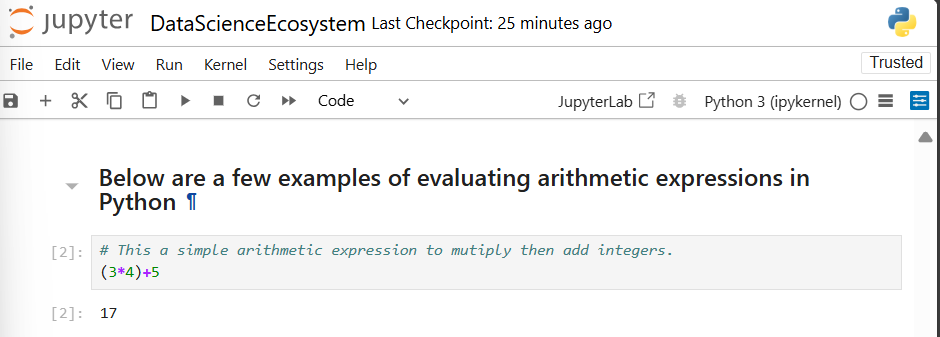 jupyter DataScienceEcosystem Last Checkpoint: 25 minutes ago
File Edit View Run Kernel Settings Help Trusted
Code JupyterLab Python 3 (ipykernel)
Below are a few examples of evaluating arithmetic expressions in
Python ¶
[2]: # This a simple arithmetic expression to mutiply then add integers.
(3*4)+5
[2]: 17